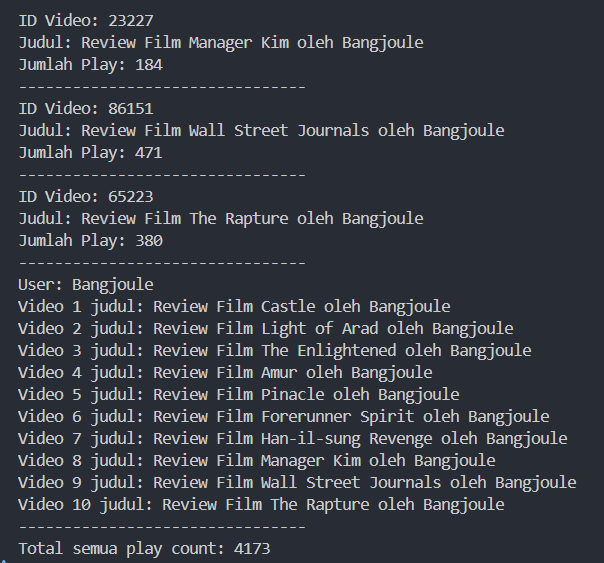 ID Video: 23227
Judul: Review Film Manager Kim oleh Bangjoule
Jumlah Play: 184
--------------------------------
ID Video: 86151
Judul: Review Film Wall Street Journals oleh Bangjoule
Jumlah Play: 471
--------------------------------
ID Video: 65223
Judul: Review Film The Rapture oleh Bangjoule
Jumlah Play: 380
--------------------------------
User: Bangjoule
Video 1 judul: Review Film Castle oleh Bangjoule
Video 2 judul: Review Film Light of Arad oleh Bangjoule
Video 3 judul: Review Film The Enlightened oleh Bangjoule
Video 4 judul: Review Film Amur oleh Bangjoule
Video 5 judul: Review Film Pinacle oleh Bangjoule
Video 6 judul: Review Film Forerunner Spirit oleh Bangjoule
Video 7 judul: Review Film Han-il-sung Revenge oleh Bangjoule
Video 8 judul: Review Film Manager Kim oleh Bangjoule
Video 9 judul: Review Film Wall Street Journals oleh Bangjoule
Video 10 judul: Review Film The Rapture oleh Bangjoule
--------------------------------
Total semua play count: 4173